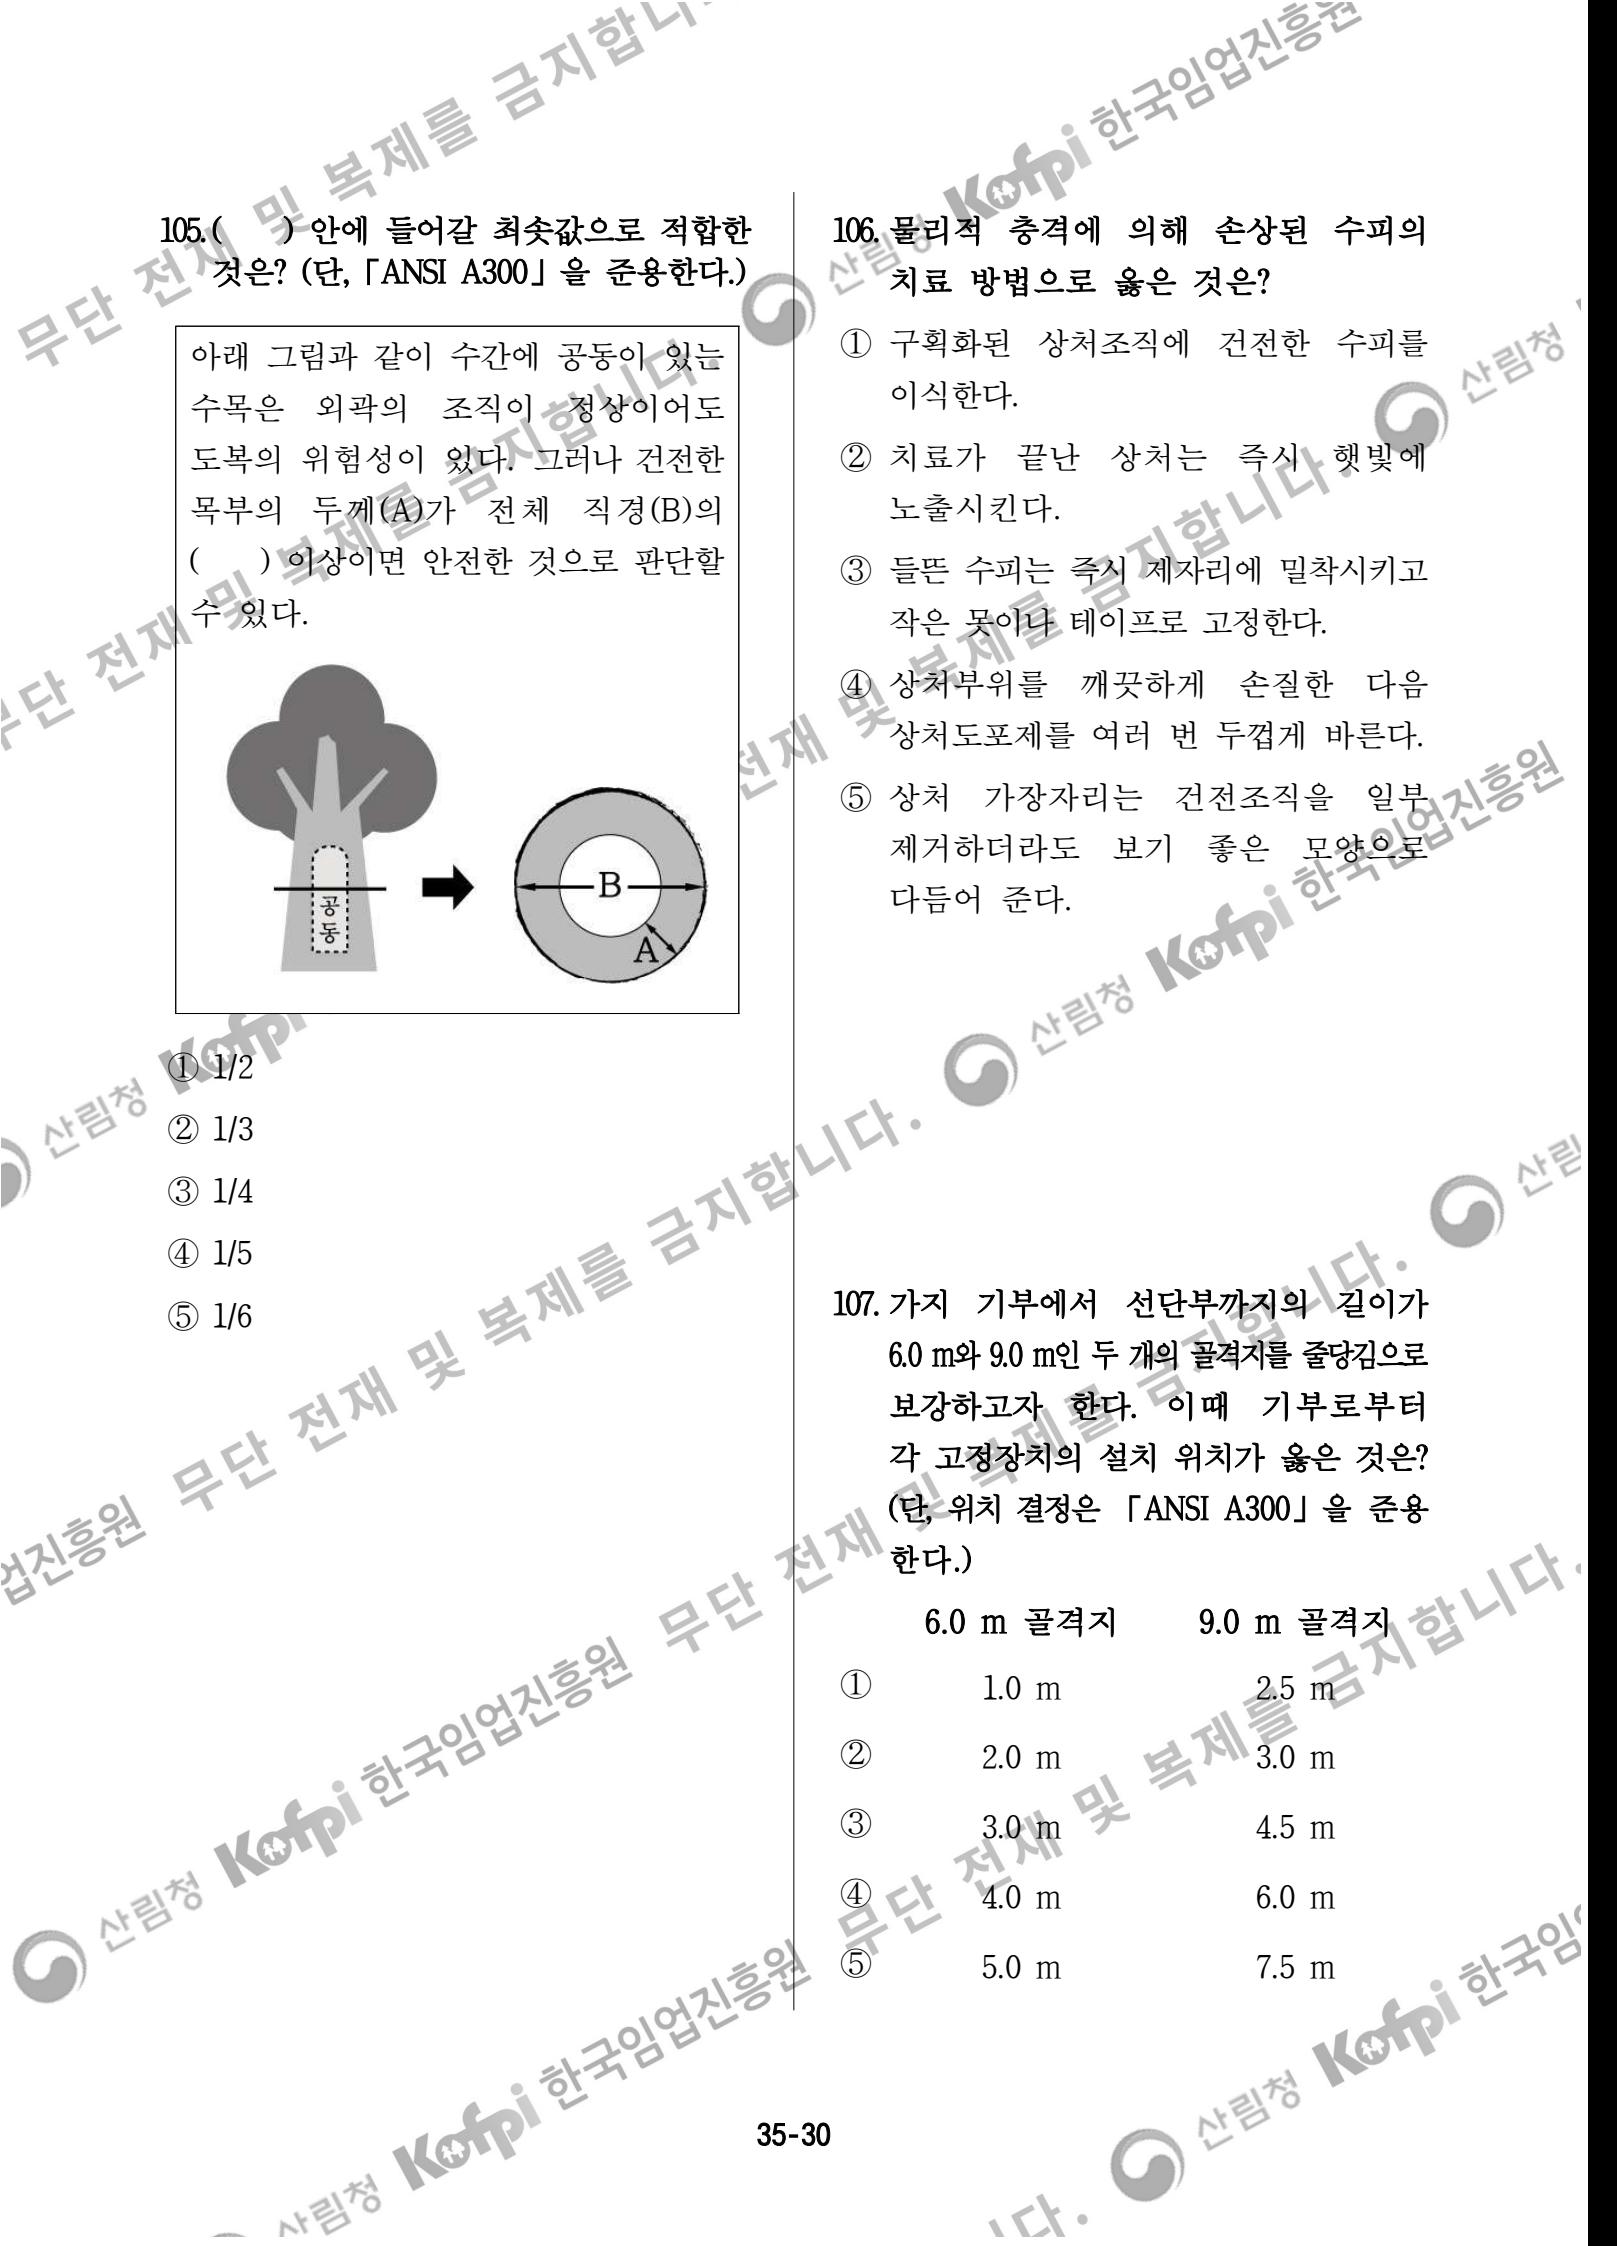 105.(    ) 안에 들어갈 최솟값으로 적합한
것은? (단,「ANSI A300」을 준용한다.)
아래 그림과 같이 수간에 공동이 있는
수목은 외곽의 조직이 정상이어도
도복의 위험성이 있다. 그러나 건전한
목부의 두께(A)가 전체 직경(B)의
(    ) 이상이면 안전한 것으로 판단할
수 있다.
공
동
B
A
① 1/2
② 1/3
③ 1/4
④ 1/5
⑤ 1/6
106. 물리적 충격에 의해 손상된 수피의
치료 방법으로 옳은 것은?
① 구획화된 상처조직에 건전한 수피를
이식한다.
② 치료가 끝난 상처는 즉시 햇빛에
노출시킨다.
③ 들뜬 수피는 즉시 제자리에 밀착시키고
작은 못이나 테이프로 고정한다.
④ 상처부위를 깨끗하게 손질한 다음
상처도포제를 여러 번 두껍게 바른다.
⑤ 상처 가장자리는 건전조직을 일부
제거하더라도 보기 좋은 모양으로
다듬어 준다.
107. 가지 기부에서 선단부까지의 길이가
6.0 m와 9.0 m인 두 개의 골격지를 줄당김으로
보강하고자 한다. 이때 기부로부터
각 고정장치의 설치 위치가 옳은 것은?
(단, 위치 결정은 「ANSI A300」을 준용
한다.)
6.0 m 골격지 9.0 m 골격지
① 1.0 m 2.5 m
② 2.0 m 3.0 m
③ 3.0 m 4.5 m
④ 4.0 m 6.0 m
⑤ 5.0 m 7.5 m
35-30
산림청 Kofpi 한국임업진흥원 무단 전재 및 복제를 금지합니다.